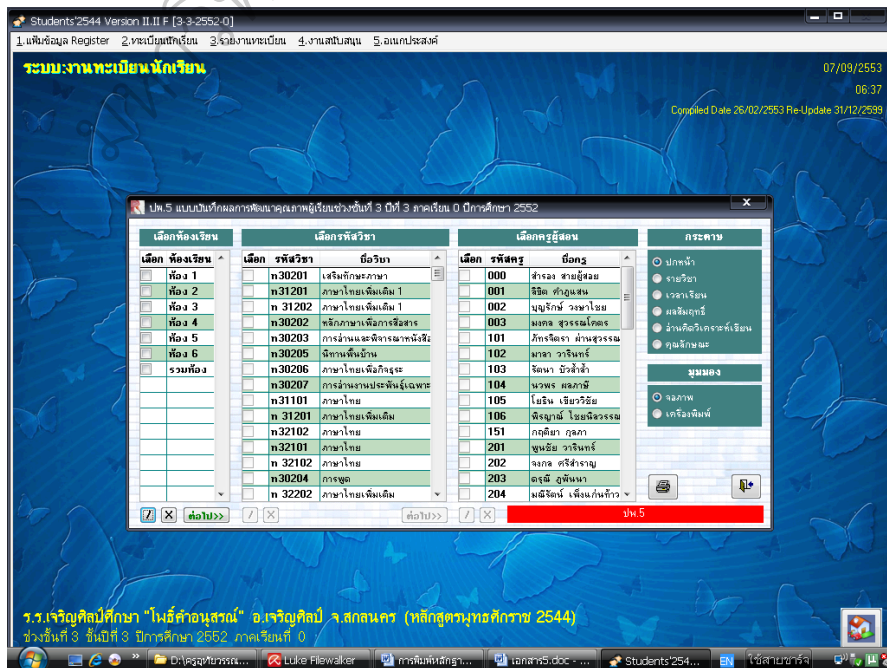 Students'2544 Version II.II F [3-3-2552-0]
1.แฟ้มข้อมูล Register 2.ทะเบียนนักเรียน 3.รายงานทะเบียน 4.งานสนับสนุน 5.อเนกประสงค์
ระบบ:งานทะเบียนนักเรียน
07/09/2553
06:37
Compiled Date 26/02/2553 Re-Update 31/12/2599
ปพ.5 แบบบันทึกผลการพัฒนาคุณภาพผู้เรียนช่วงชั้นที่ 3 ปีที่ 3 ภาคเรียน 0 ปีการศึกษา 2552
เลือกห้องเรียน เลือกรหัสวิชา เลือกครูผู้สอน กระดาษ
เลือก ห้องเรียน เลือก รหัสวิชา ชื่อวิชา เลือก รหัสครู ชื่อครู
ห้อง 1 ท30201 เสริมทักษะภาษา 000 สำรอง สายผู้สอย
ห้อง 2 ท31201 ภาษาไทยเพิ่มเติม 1 001
ห้อง 3 ท 31202 ภาษาไทยเพิ่มเติม 1 002 บุญรักษ์ วงษาไชย
ห้อง 4 ท30202 หลักภาษาเพื่อการสื่อสาร 003 มงคล สุวรรณโคตร
ห้อง 5 ท30203 การอ่านและพิจารณาหนังสือ 101 ภัทรจิตรา ผ่านสุวรรณ
ห้อง 6 ท30205 นิทานพื้นบ้าน 102 มาลา วารินทร์
รวมห้อง ท30206 ภาษาไทยเพื่อกิจธุระ 103 รัตนา บัวล้ำล้ำ
ท30207 การอ่านงานประพันธ์เฉพาะ 104 นวพร ผลภาษี
ท31101 ภาษาไทย 105 โยธิน เขียววิชัย
ท 31201 ภาษาไทยเพิ่มเติม 106 พิรญาณ์ ไชยนิลวรรณ
ท32102 ภาษาไทย 151 กฤติยา กุลภา
ท32101 ภาษาไทย 201 พูนชัย วารินทร์
ท 32102 ภาษาไทย 202 จงกล ศรีสำราญ
ท30204 การพูด 203 ดรุณี ภูพันนา
ท 32202 ภาษาไทยเพิ่มเติม 204 มณีรัตน์ เพ็งแก่นท้าว
ปกหน้า
รายวิชา
เวลาเรียน
ผลสัมฤทธิ์
อ่านคิดวิเคราะห์เขียน
คุณลักษณะ
มุมมอง
จอภาพ
เครื่องพิมพ์
ต่อไป>> ต่อไป>> ปพ.5
ร.ร.เจริญศิลป์ศึกษา "โพธิ์คำอนุสรณ์" อ.เจริญศิลป์ จ.สกลนคร (หลักสูตรพุทธศักราช 2544)
ช่วงชั้นที่ 3 ชั้นปีที่ 3 ปีการศึกษา 2552 ภาคเรียนที่ 0
D:\ครูอุทัยวรรณ... Luke Filewalker การพิมพ์หลักฐา... เอกสาร5.doc - ... Students'254... EN ใช้สายชาร์จ